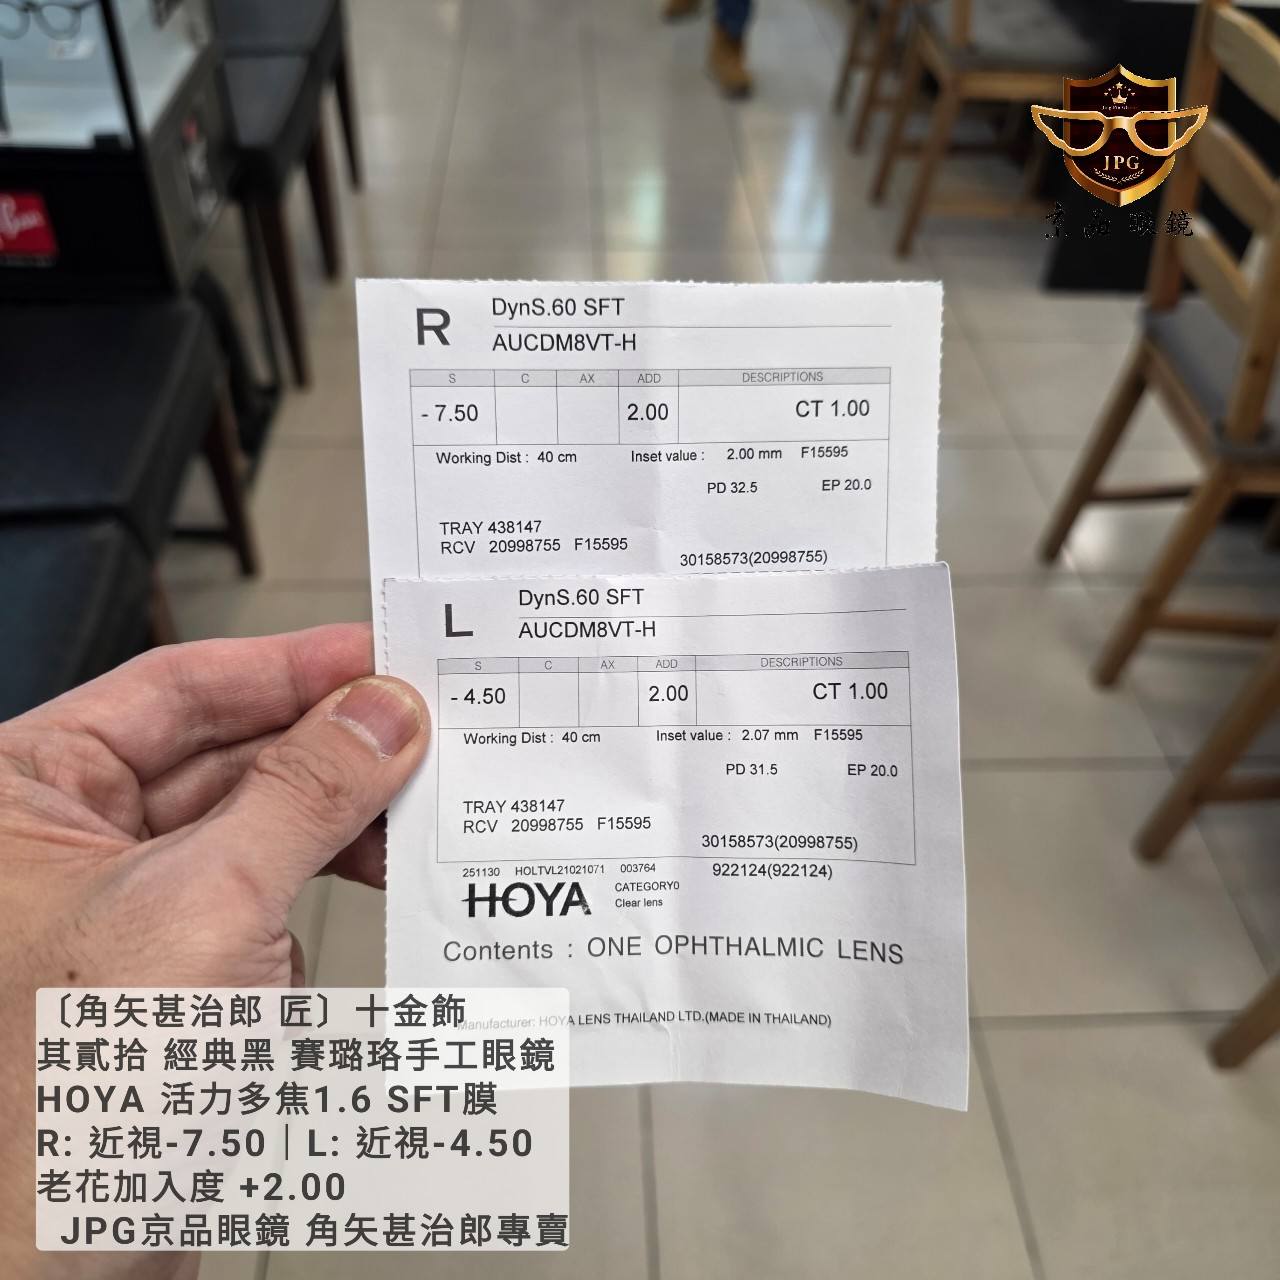 JPG
京品眼鏡
R
DynS.60 SFT
AUCDM8VT-H
S C AX ADD DESCRIPTIONS
- 7.50 2.00 CT 1.00
Working Dist : 40 cm Inset value : 2.00 mm F15595
PD 32.5 EP 20.0
TRAY 438147
RCV 20998755 F15595
30158573(20998755)
L
DynS.60 SFT
AUCDM8VT-H
S C AX ADD DESCRIPTIONS
- 4.50 2.00 CT 1.00
Working Dist : 40 cm Inset value : 2.07 mm F15595
PD 31.5 EP 20.0
TRAY 438147
RCV 20998755 F15595
30158573(20998755)
251130 HOLTVL21021071 003764
922124(922124)
HOYA
CATEGORY0
Clear lens
Contents : ONE OPHTHALMIC LENS
Manufacturer: HOYA LENS THAILAND LTD.(MADE IN THAILAND)
〔角矢甚治郎 匠〕十金飾
其貳拾 經典黑 賽璐珞手工眼鏡
HOYA 活力多焦1.6 SFT膜
R: 近視-7.50｜L: 近視-4.50
老花加入度 +2.00
JPG京品眼鏡 角矢甚治郎專賣